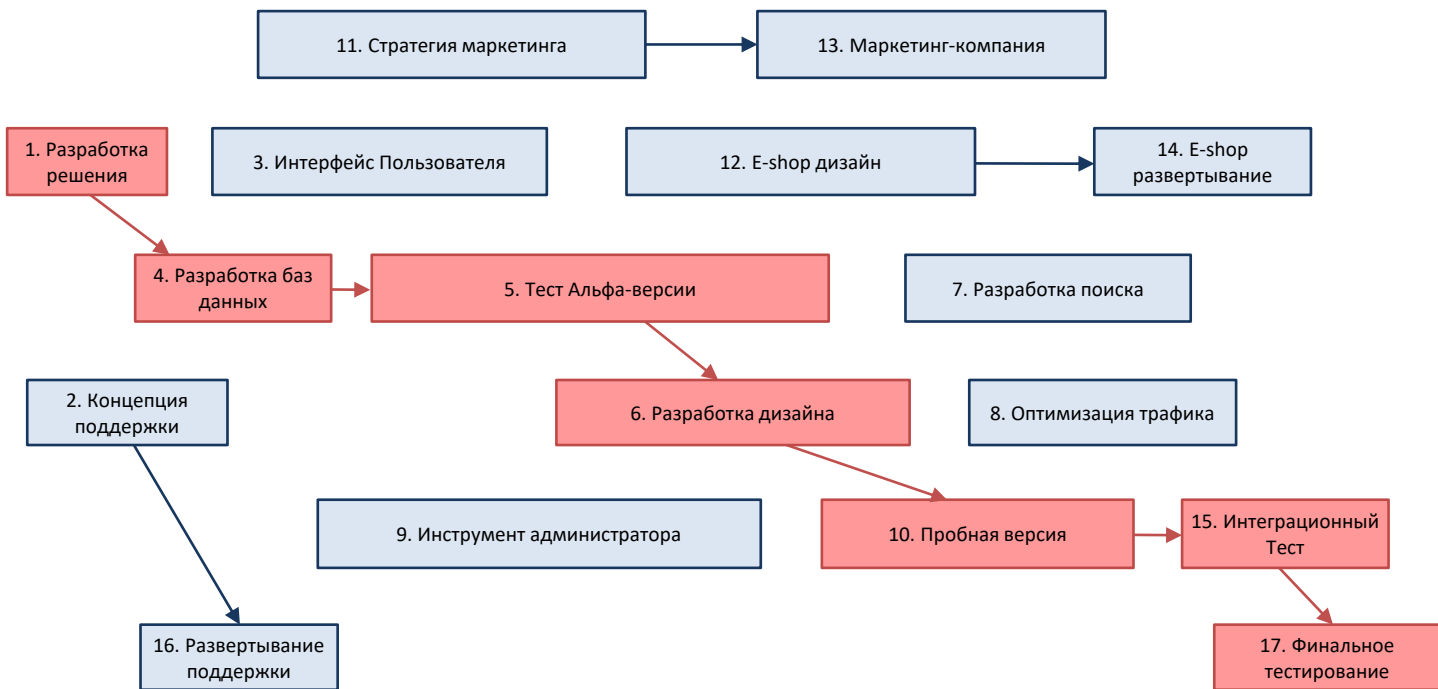 11. Стратегия маркетинга
13. Маркетинг-компания
1. Разработка
решения
3. Интерфейс Пользователя
12. E-shop дизайн
14. E-shop
развертывание
4. Разработка баз
данных
5. Тест Альфа-версии
7. Разработка поиска
2. Концепция
поддержки
6. Разработка дизайна
8. Оптимизация трафика
9. Инструмент администратора
10. Пробная версия
15. Интеграционный
Тест
16. Развертывание
поддержки
17. Финальное
тестирование